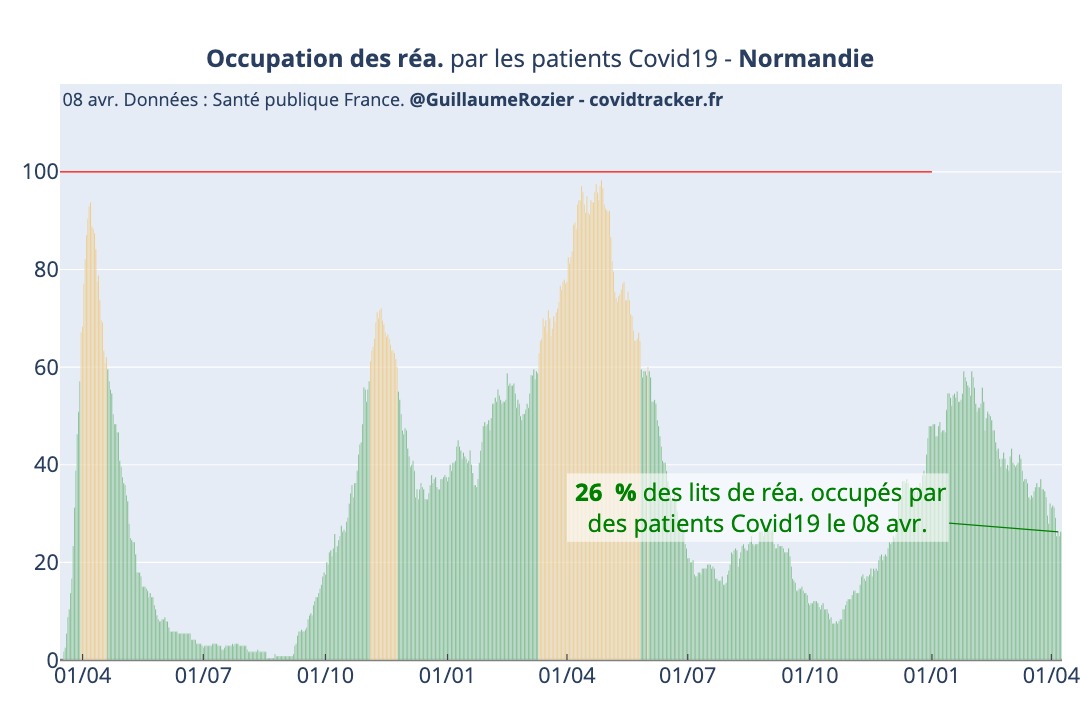 Occupation des réa. par les patients Covid19 - Normandie
08 avr. Données : Santé publique France. @GuillaumeRozier - covidtracker.fr
100
80
60
40
20
0
26 % des lits de réa. occupés par
des patients Covid19 le 08 avr.
01/04 01/07 01/10 01/01 01/04 01/07 01/10 01/01 01/04